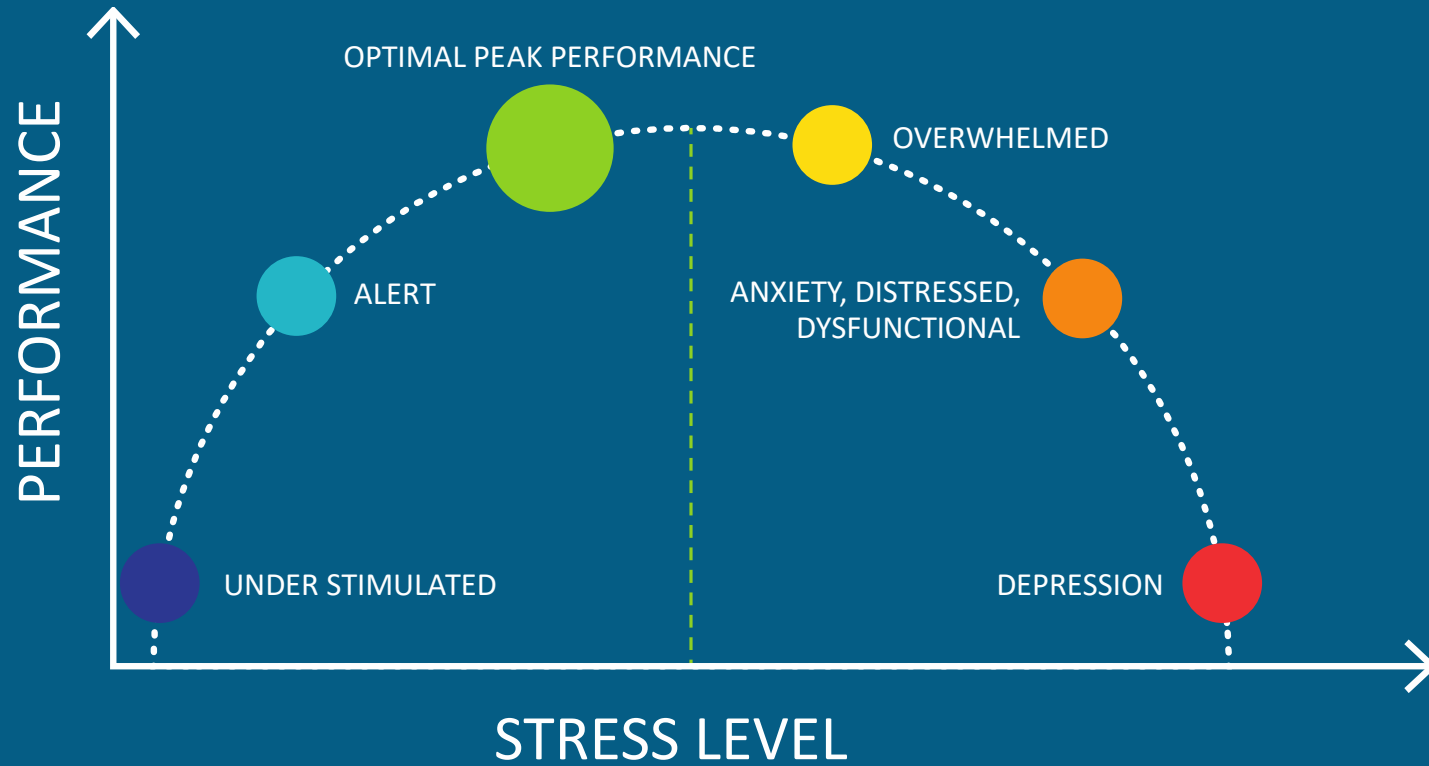 OPTIMAL PEAK PERFORMANCE
OVERWHELMED
ALERT
ANXIETY, DISTRESSED,
DYSFUNCTIONAL
UNDER STIMULATED
DEPRESSION
PERFORMANCE
STRESS LEVEL